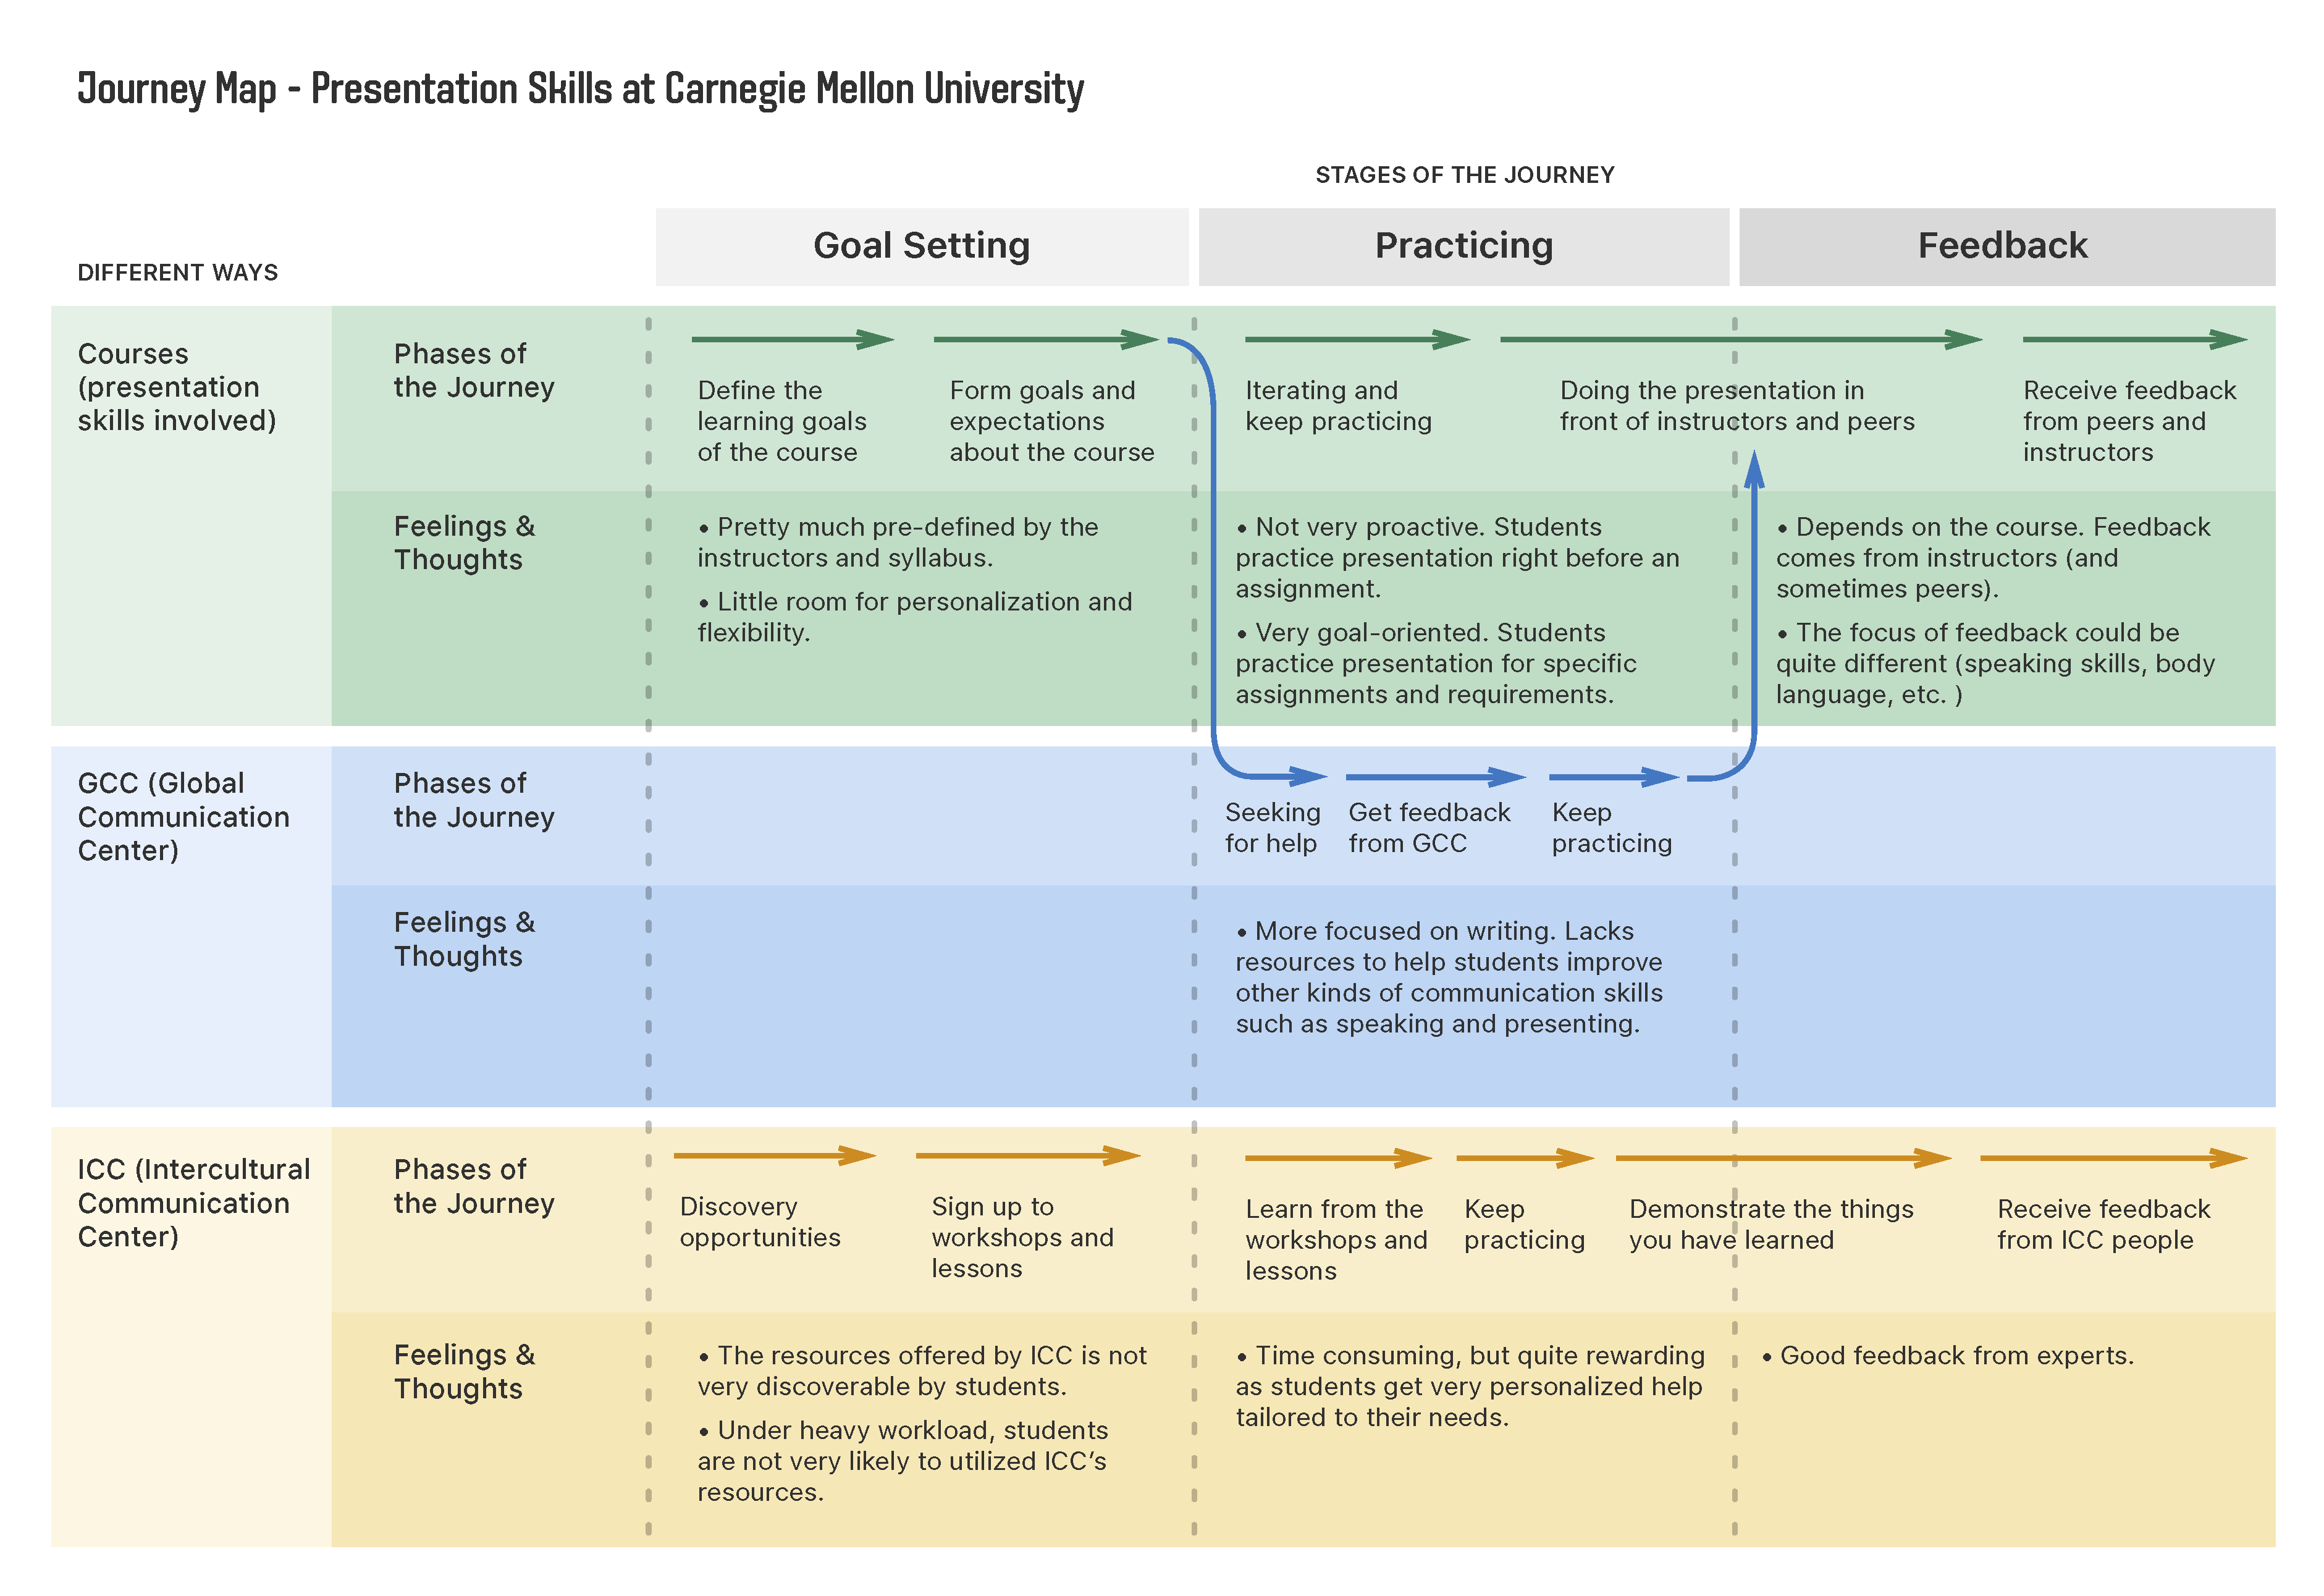 Journey Map - Presentation Skills at Carnegie Mellon University
STAGES OF THE JOURNEY
DIFFERENT WAYS
Goal Setting
Practicing
Feedback
Courses
(presentation
skills involved)
Phases of
the Journey
Define the
learning goals
of the course
Form goals and
expectations
about the course
Iterating and
keep practicing
Doing the presentation in
front of instructors and peers
Receive feedback
from peers and
instructors
Feelings &
Thoughts
• Pretty much pre-defined by the
instructors and syllabus.
• Little room for personalization and
flexibility.
• Not very proactive. Students
practice presentation right before an
assignment.
• Very goal-oriented. Students
practice presentation for specific
assignments and requirements.
• Depends on the course. Feedback
comes from instructors (and
sometimes peers).
• The focus of feedback could be
quite different (speaking skills, body
language, etc. )
GCC (Global
Communication
Center)
Phases of
the Journey
Seeking
for help
Get feedback
from GCC
Keep
practicing
Feelings &
Thoughts
• More focused on writing. Lacks
resources to help students improve
other kinds of communication skills
such as speaking and presenting.
ICC (Intercultural
Communication
Center)
Phases of
the Journey
Discovery
opportunities
Sign up to
workshops and
lessons
Learn from the
workshops and
lessons
Keep
practicing
Demonstrate the things
you have learned
Receive feedback
from ICC people
Feelings &
Thoughts
• The resources offered by ICC is not
very discoverable by students.
• Under heavy workload, students
are not very likely to utilized ICC’s
resources.
• Time consuming, but quite rewarding
as students get very personalized help
tailored to their needs.
• Good feedback from experts.